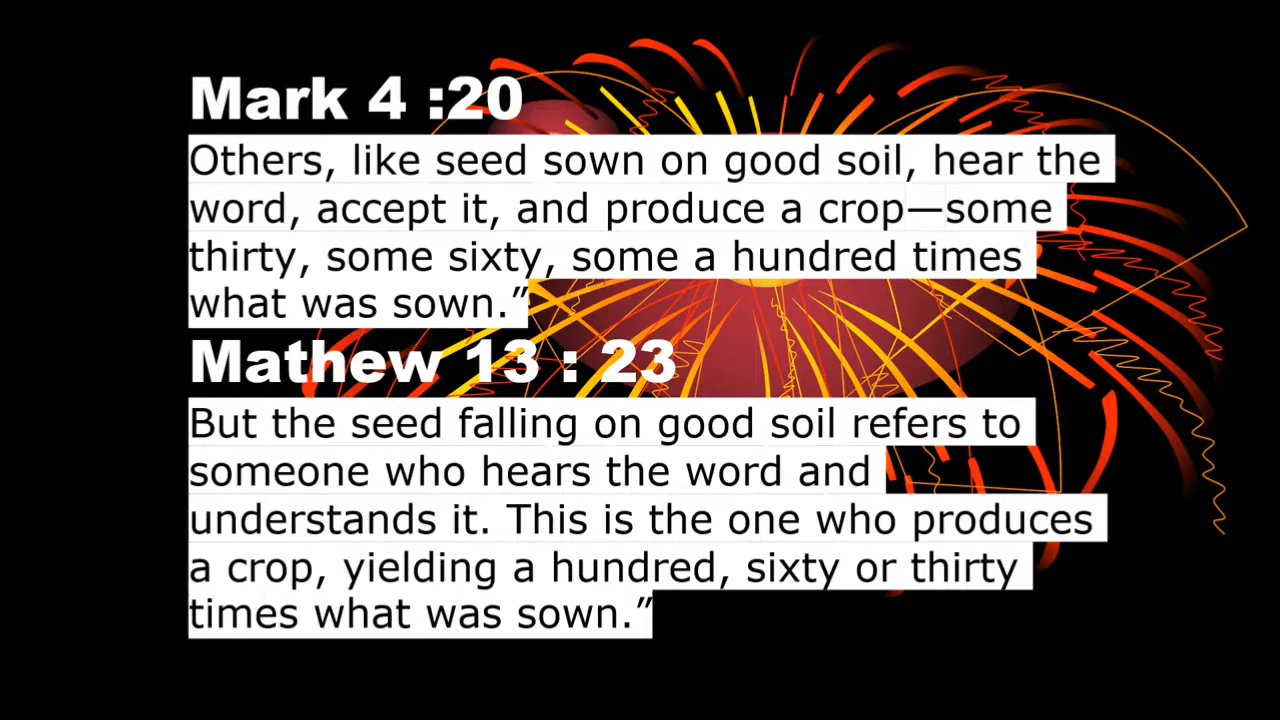 Mark 4 :20
Others, like seed sown on good soil, hear the
word, accept it, and produce a crop—some
thirty, some sixty, some a hundred times
what was sown.”
Mathew 13 : 23
But the seed falling on good soil refers to
someone who hears the word and
understands it. This is the one who produces
a crop, yielding a hundred, sixty or thirty
times what was sown.”